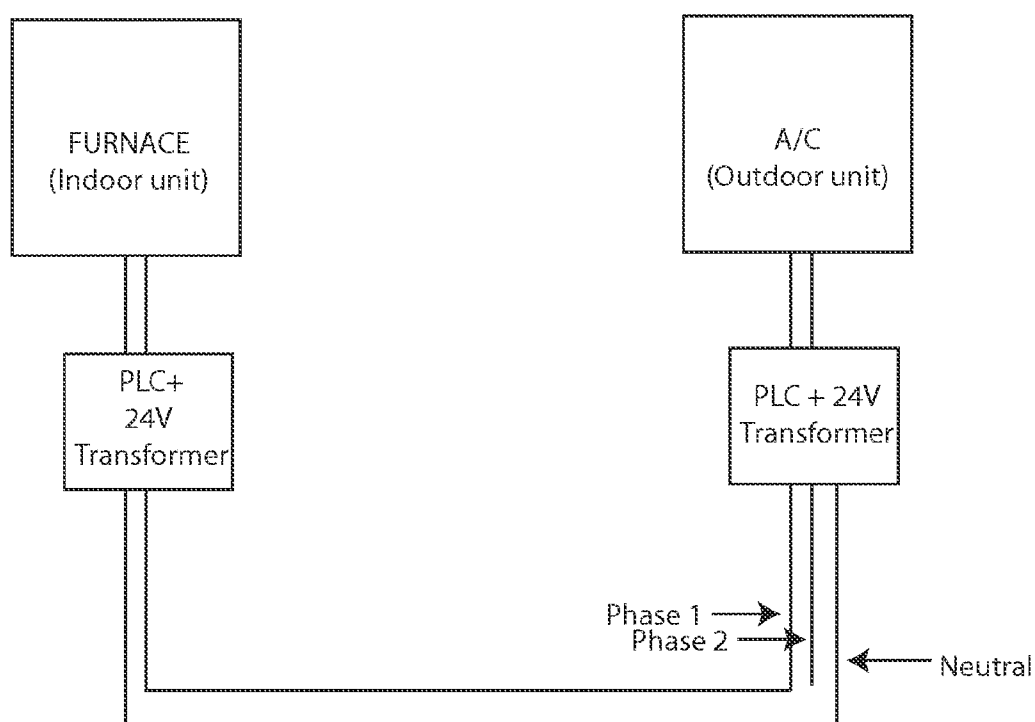 FURNACE
(Indoor unit)
A/C
(Outdoor unit)
PLC+
24V
Transformer
PLC + 24V
Transformer
Phase 1
Phase 2
Neutral